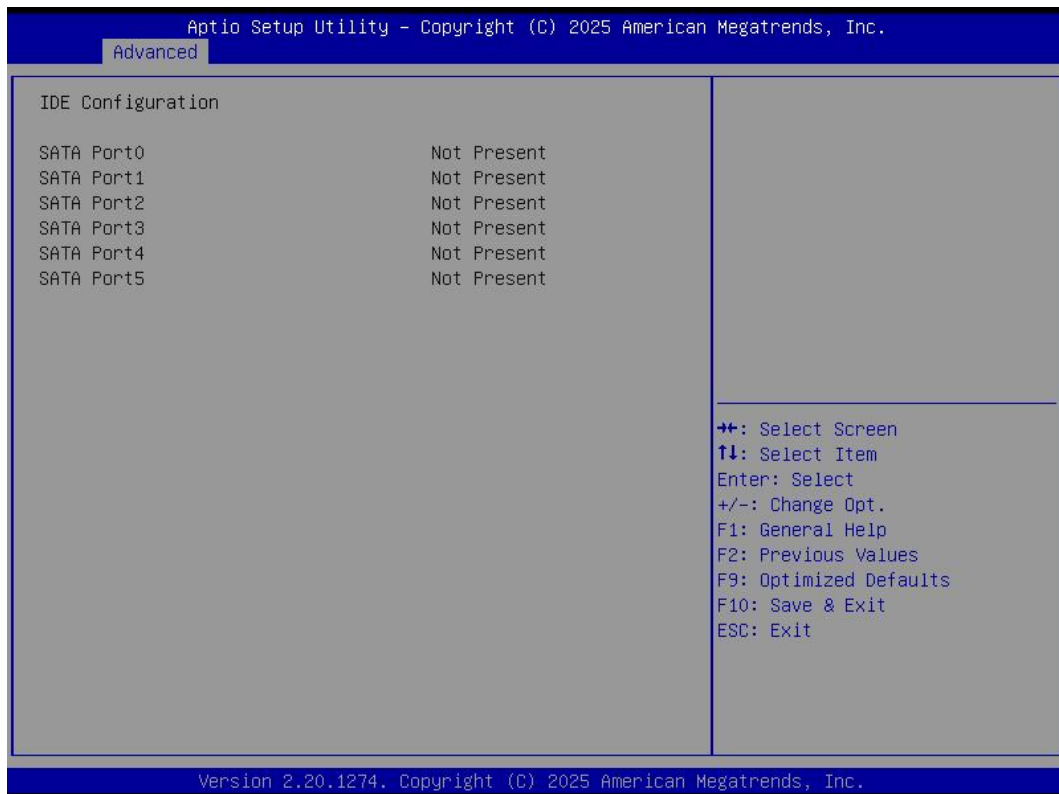 Aptio Setup Utility – Copyright (C) 2025 American Megatrends, Inc.
Advanced
IDE Configuration
SATA Port0 Not Present
SATA Port1 Not Present
SATA Port2 Not Present
SATA Port3 Not Present
SATA Port4 Not Present
SATA Port5 Not Present
→←: Select Screen
↑↓: Select Item
Enter: Select
+/-: Change Opt.
F1: General Help
F2: Previous Values
F9: Optimized Defaults
F10: Save & Exit
ESC: Exit
Version 2.20.1274. Copyright (C) 2025 American Megatrends, Inc.